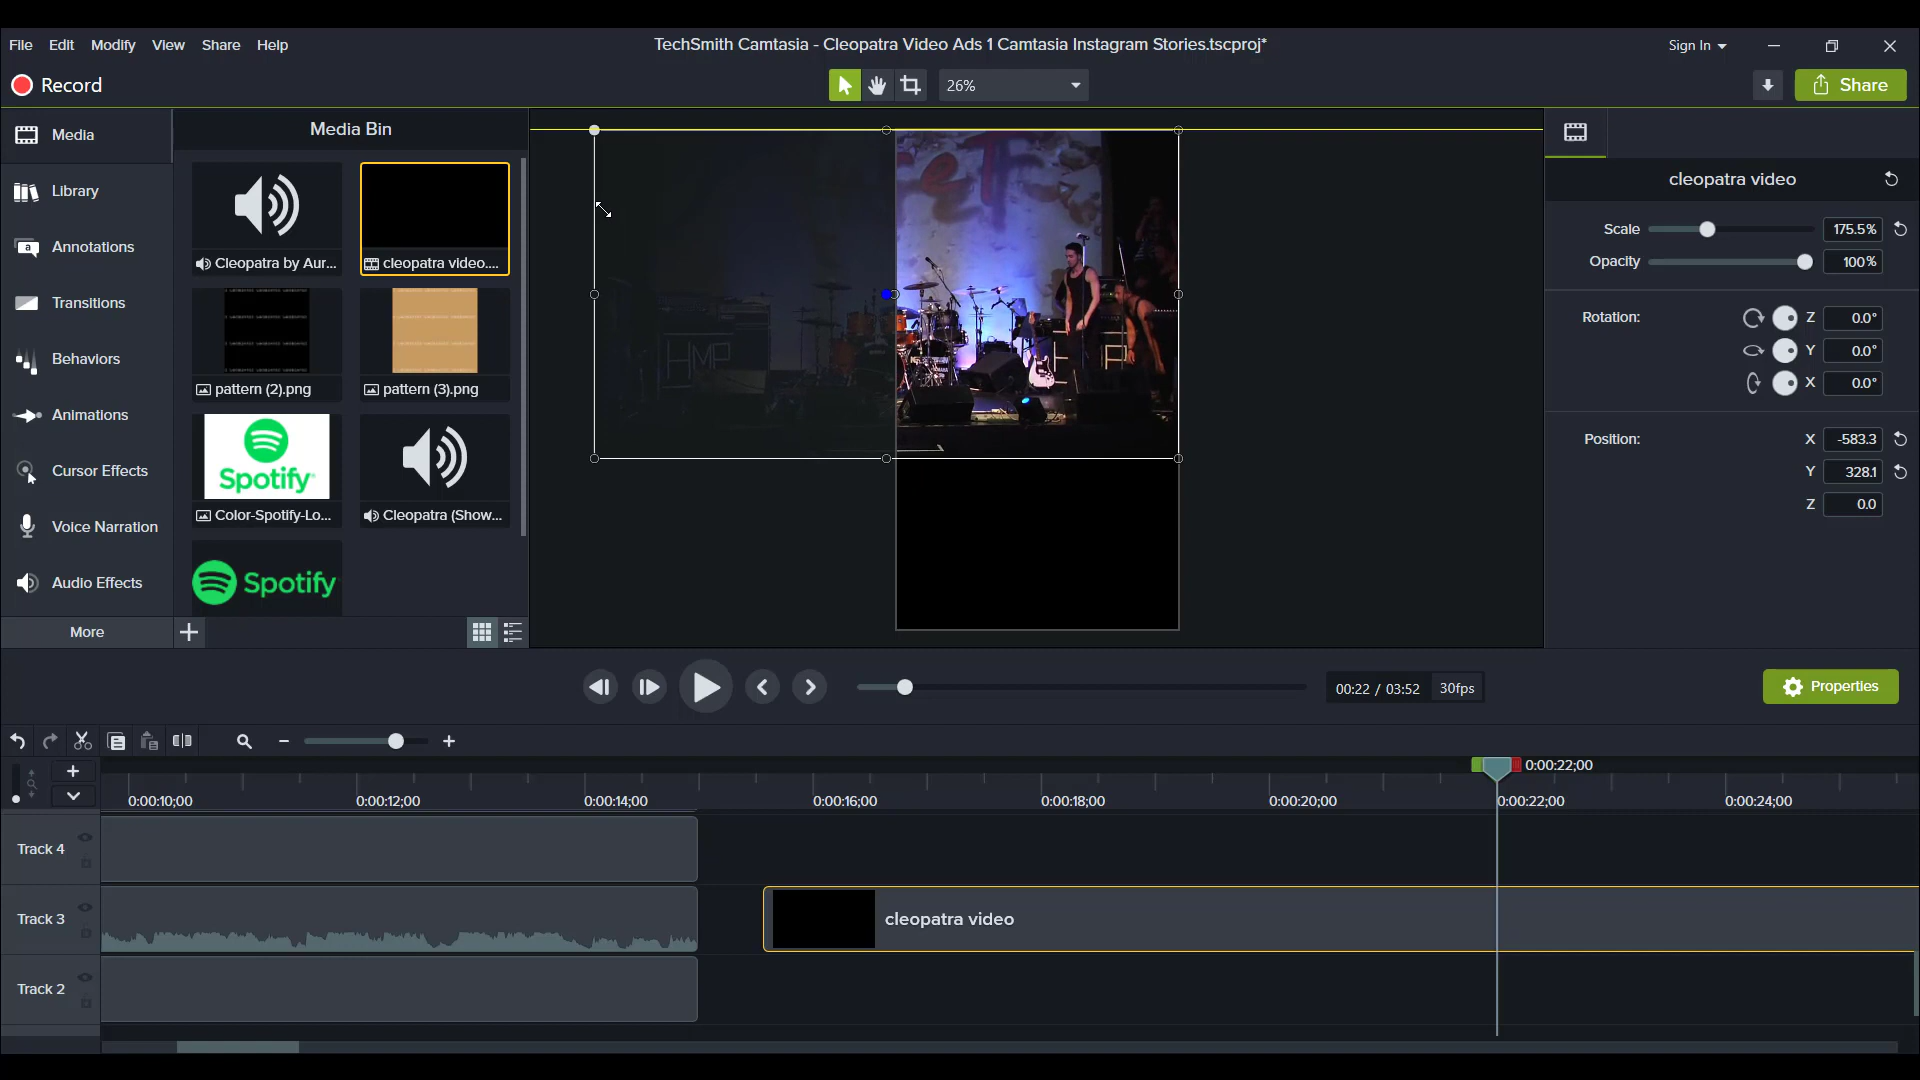 File Edit Modify View Share Help
TechSmith Camtasia - Cleopatra Video Ads 1 Camtasia Instagram Stories.tscproj*
Sign In
Record
26%
Share
Media
Media Bin
cleopatra video
Library
Annotations
Transitions
Behaviors
Animations
Cursor Effects
Voice Narration
Audio Effects
More
Cleopatra by Aur...
cleopatra video....
pattern (2).png
pattern (3).png
Spotify
Color-Spotify-Lo...
Cleopatra (Show...
Spotify
HMP
Scale 175.5%
Opacity 100%
Rotation: Z 0.0°
Y 0.0°
X 0.0°
Position: X -583.3
Y 328.1
Z 0.0
00:22 / 03:52 30fps
Properties
0:00:22;00
0:00:10;00 0:00:12;00 0:00:14;00 0:00:16;00 0:00:18;00 0:00:20;00 0:00:22;00 0:00:24;00
Track 4
Track 3
cleopatra video
Track 2